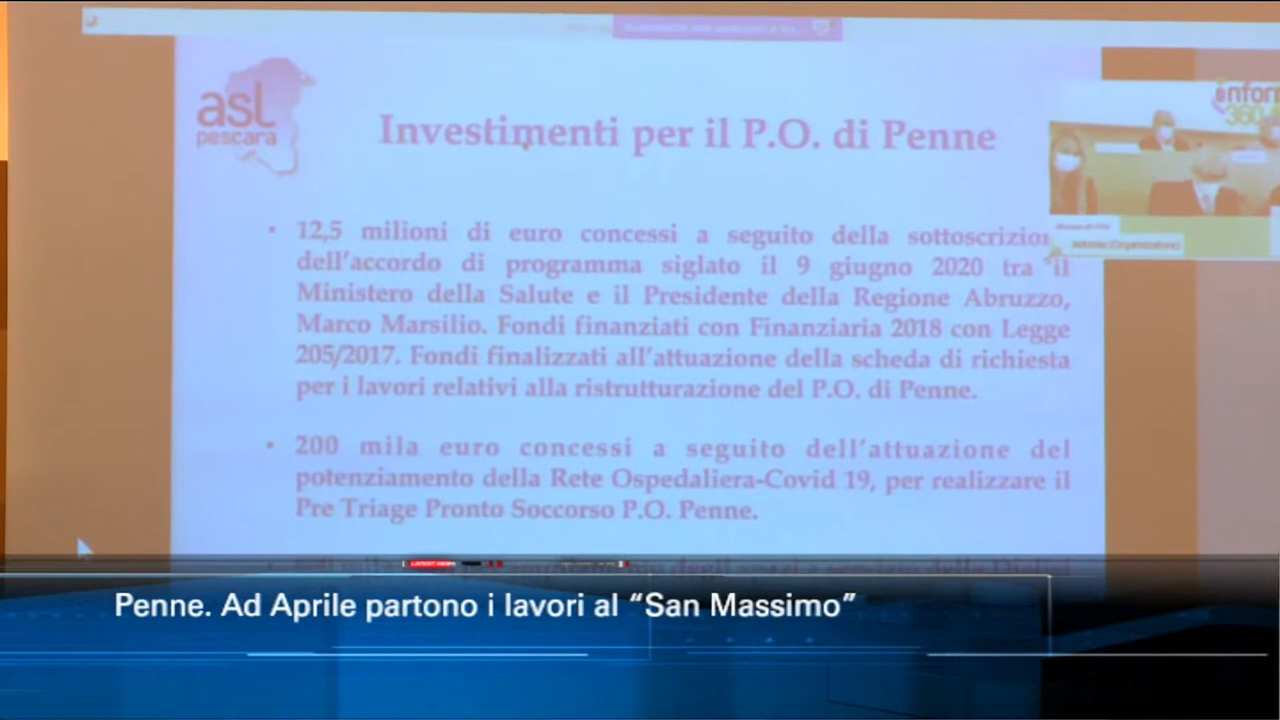 asl
pescara
Investimenti per il P.O. di Penne
inform
360
• 12,5 milioni di euro concessi a seguito della sottoscrizion
dell'accordo di programma siglato il 9 giugno 2020 tra il
Ministero della Salute e il Presidente della Regione Abruzzo,
Marco Marsilio. Fondi finanziati con Finanziaria 2018 con Legge
205/2017. Fondi finalizzati all'attuazione della scheda di richiesta
per i lavori relativi alla ristrutturazione del P.O. di Penne.
• 200 mila euro concessi a seguito dell'attuazione del
potenziamento della Rete Ospedaliera-Covid 19, per realizzare il
Pre Triage Pronto Soccorso P.O. Penne.
LATEST NEWS
Penne. Ad Aprile partono i lavori al “San Massimo”